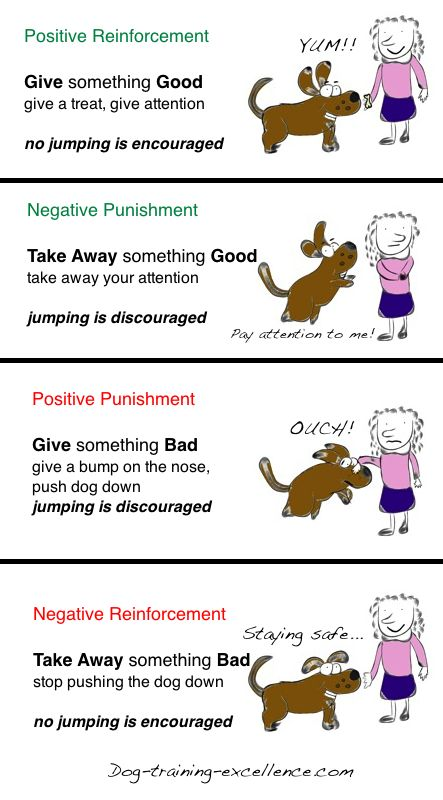 Positive Reinforcement
YUM!!
Give something Good
give a treat, give attention
no jumping is encouraged
Negative Punishment
Take Away something Good
take away your attention
jumping is discouraged
Pay attention to me!
Positive Punishment
OUCH!
Give something Bad
give a bump on the nose,
push dog down
jumping is discouraged
Negative Reinforcement
Staying safe...
Take Away something Bad
stop pushing the dog down
no jumping is encouraged
Dog-training-excellence.com